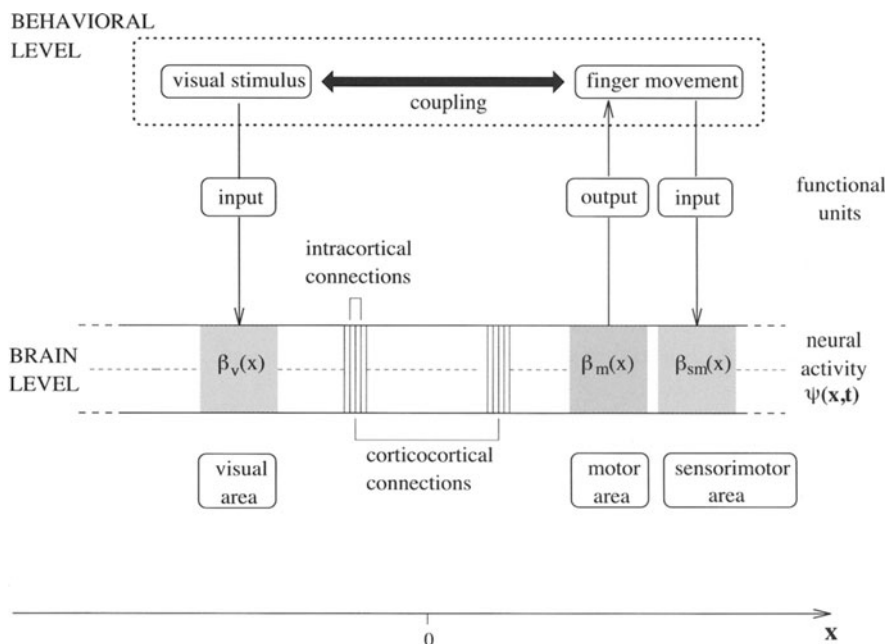 BEHAVIORAL
LEVEL
visual stimulus
finger movement
coupling
input
output
input
functional
units
intracortical
connections
BRAIN
LEVEL
βv(x)
βm(x)
βsm(x)
neural
activity
ψ(x,t)
corticocortical
connections
visual
area
motor
area
sensorimotor
area
0
x